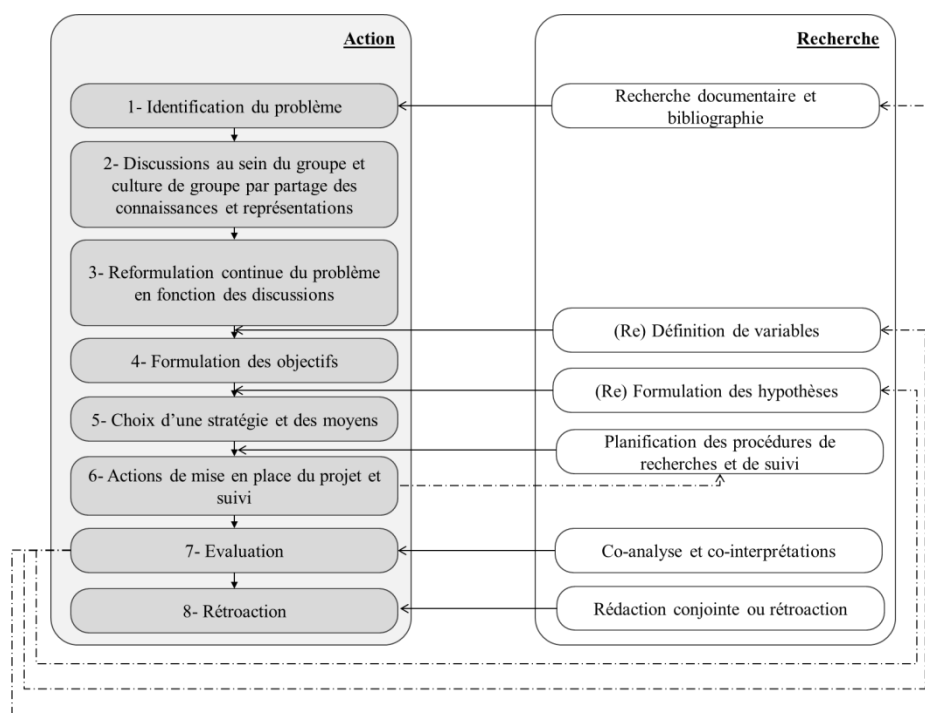 Action
1- Identification du problème
2- Discussions au sein du groupe et
culture de groupe par partage des
connaissances et représentations
3- Reformulation continue du problème
en fonction des discussions
4- Formulation des objectifs
5- Choix d’une stratégie et des moyens
6- Actions de mise en place du projet et
suivi
7- Evaluation
8- Rétroaction
Recherche
Recherche documentaire et
bibliographie
(Re) Définition de variables
(Re) Formulation des hypothèses
Planification des procédures de
recherches et de suivi
Co-analyse et co-interprétations
Rédaction conjointe ou rétroaction